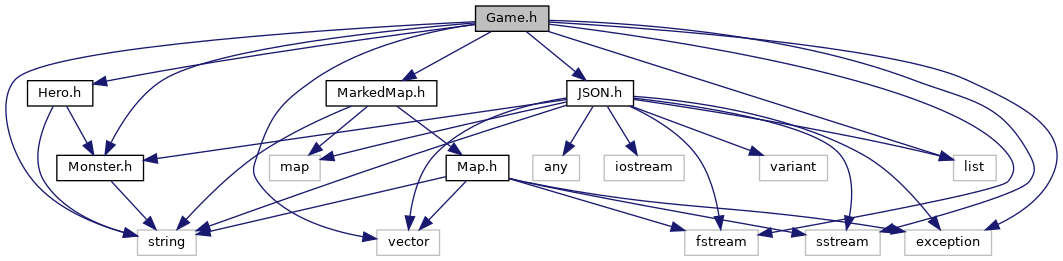 Game.h
Hero.h
MarkedMap.h
JSON.h
Monster.h
map
Map.h
any
iostream
variant
list
string
vector
fstream
sstream
exception